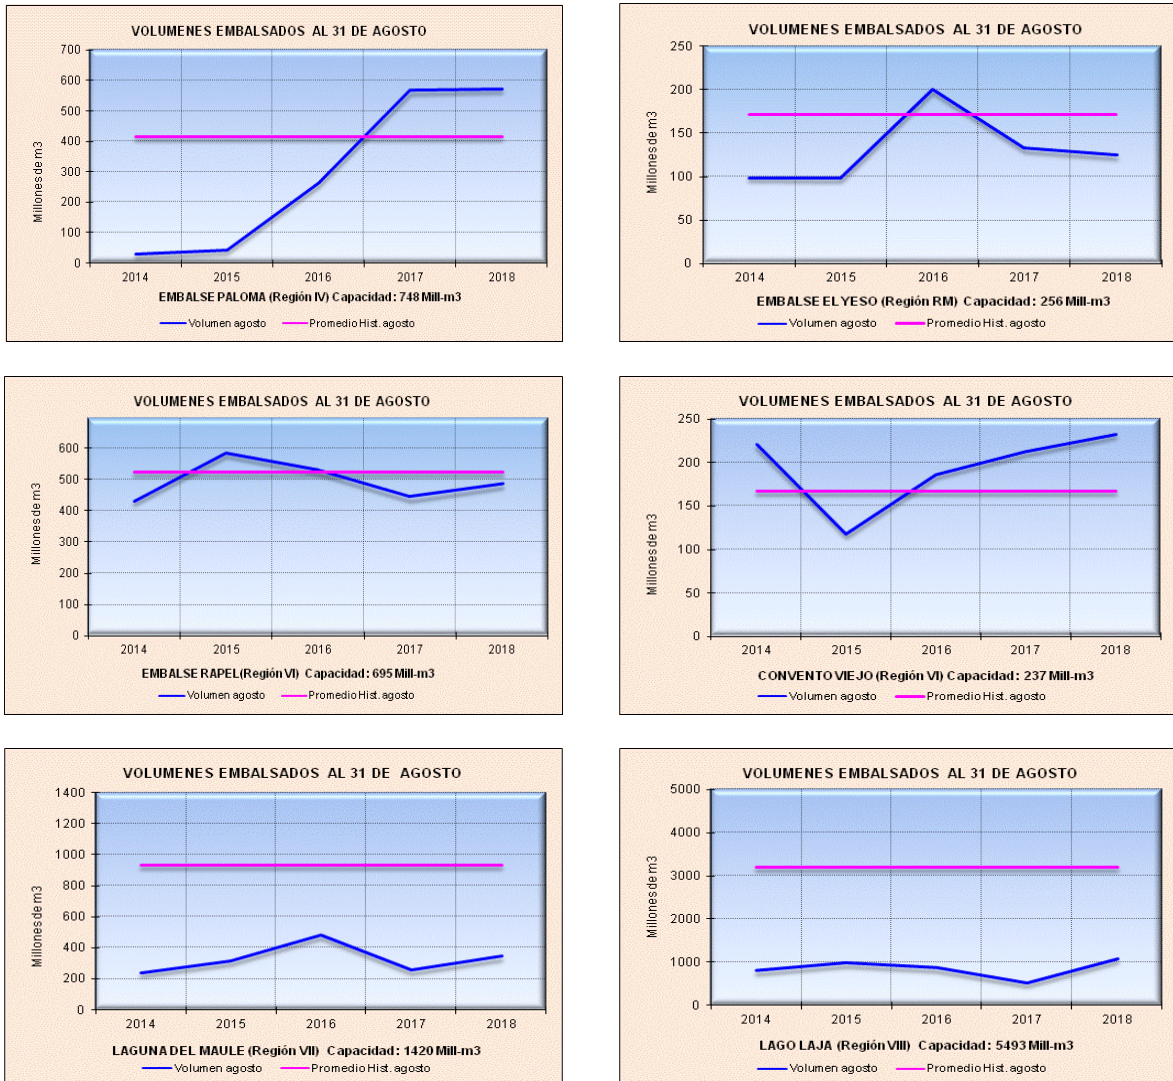 VOLUMENES EMBALSADOS AL 31 DE AGOSTO
700
600
500
400
300
200
100
0
Millones de m3
2014 2015 2016 2017 2018
EMBALSE PALOMA (Región IV) Capacidad : 748 Mill-m3
Volumen agosto Promedio Hist. agosto
VOLUMENES EMBALSADOS AL 31 DE AGOSTO
250
200
150
100
50
0
Millones de m3
2014 2015 2016 2017 2018
EMBALSE EL YESO (Región RM) Capacidad : 256 Mill-m3
Volumen agosto Promedio Hist. agosto
VOLUMENES EMBALSADOS AL 31 DE AGOSTO
600
500
400
300
200
100
0
Millones de m3
2014 2015 2016 2017 2018
EMBALSE RAPEL(Región VI) Capacidad : 695 Mill-m3
Volumen agosto Promedio Hist. agosto
VOLUMENES EMBALSADOS AL 31 DE AGOSTO
250
200
150
100
50
0
Millones de m3
2014 2015 2016 2017 2018
CONVENTO VIEJO (Región VI) Capacidad : 237 Mill-m3
Volumen agosto Promedio Hist. agosto
VOLUMENES EMBALSADOS AL 31 DE AGOSTO
1400
1200
1000
800
600
400
200
0
Millones de m3
2014 2015 2016 2017 2018
LAGUNA DEL MAULE (Región VII) Capacidad : 1420 Mill-m3
Volumen agosto Promedio Hist. agosto
VOLUMENES EMBALSADOS AL 31 DE AGOSTO
5000
4000
3000
2000
1000
0
Millones de m3
2014 2015 2016 2017 2018
LAGO LAJA (Región VIII) Capacidad : 5493 Mill-m3
Volumen agosto Promedio Hist. agosto